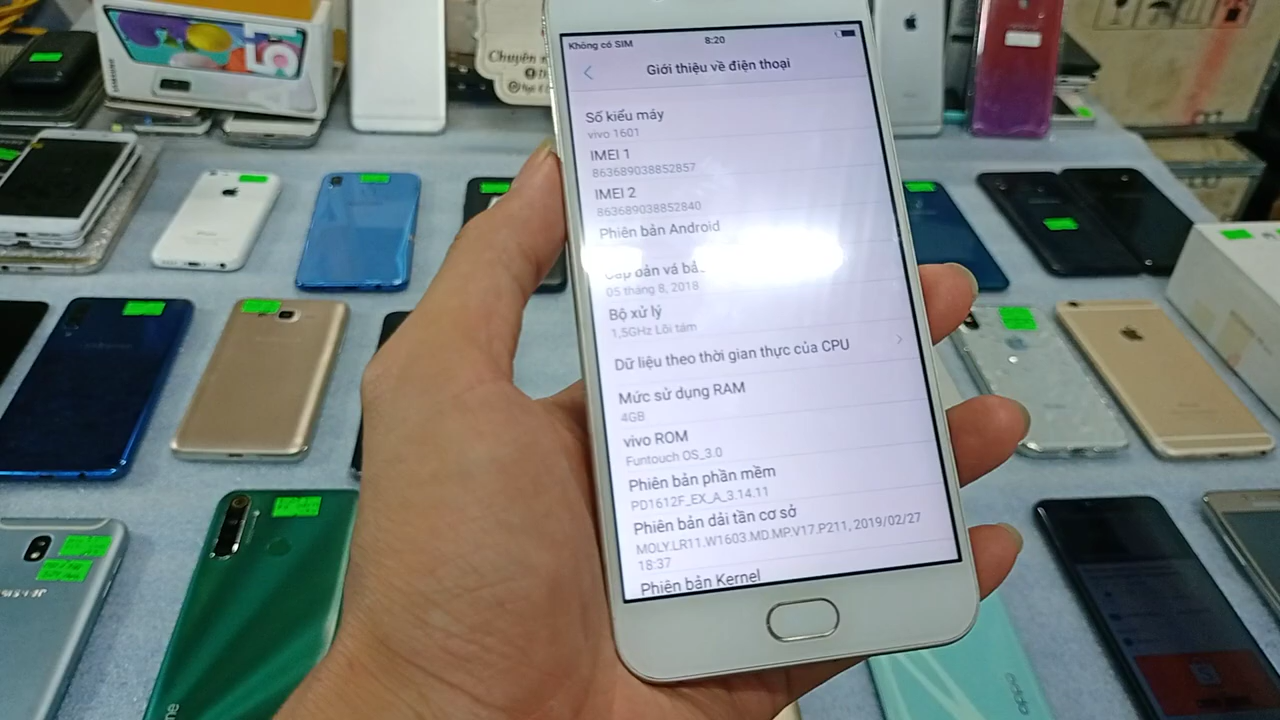 Không có SIM
8:20
Giới thiệu về điện thoại
Số kiểu máy
vivo 1601
IMEI 1
863689038852857
IMEI 2
863689038852840
Phiên bản Android
05 tháng 8, 2018
Bộ xử lý
1,5GHz Lõi tám
Dữ liệu theo thời gian thực của CPU
Mức sử dụng RAM
4GB
vivo ROM
Funtouch OS_3.0
Phiên bản phần mềm
PD1612F_EX_A_3.14.11
Phiên bản dải tần cơ sở
MOLY.LR11.W1603.MD.MP.V17.P211, 2019/02/27
18:37
Phiên bản Kernel
Chuyên
SAMSUNG
oppo